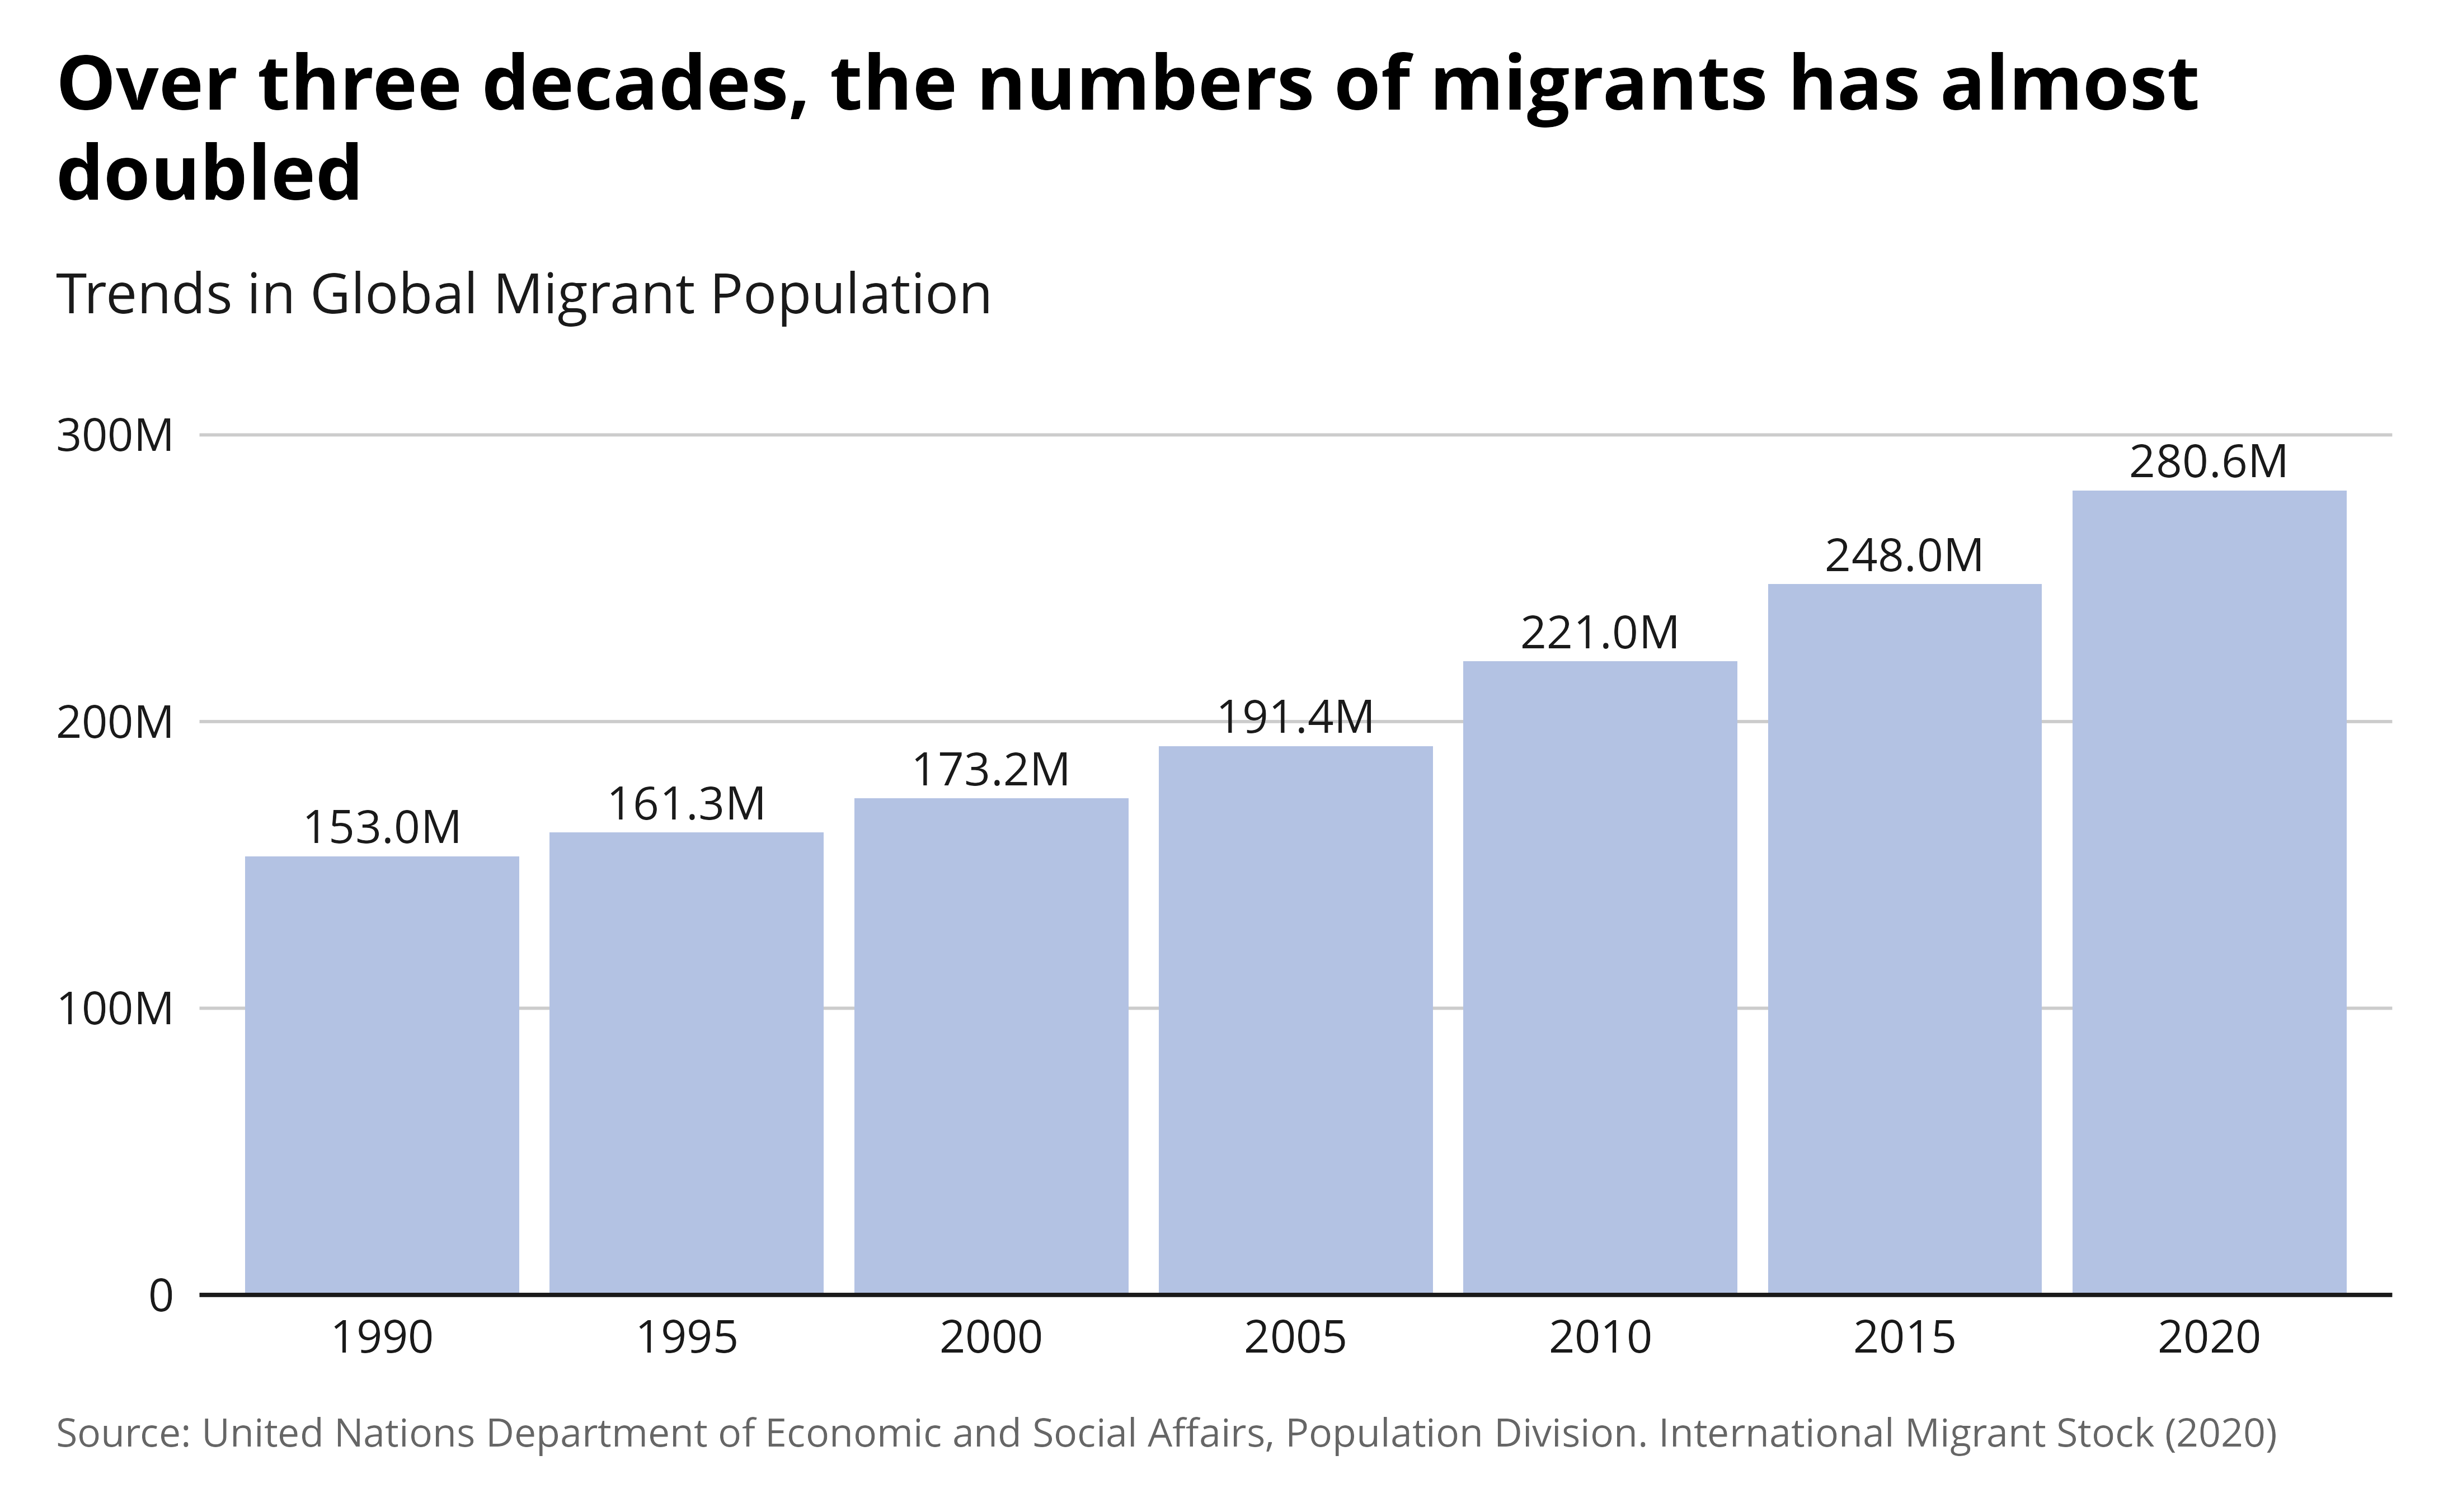 Over three decades, the numbers of migrants has almost
doubled
Trends in Global Migrant Population
300M
200M
100M
0
153.0M
161.3M
173.2M
191.4M
221.0M
248.0M
280.6M
1990
1995
2000
2005
2010
2015
2020
Source: United Nations Department of Economic and Social Affairs, Population Division. International Migrant Stock (2020)